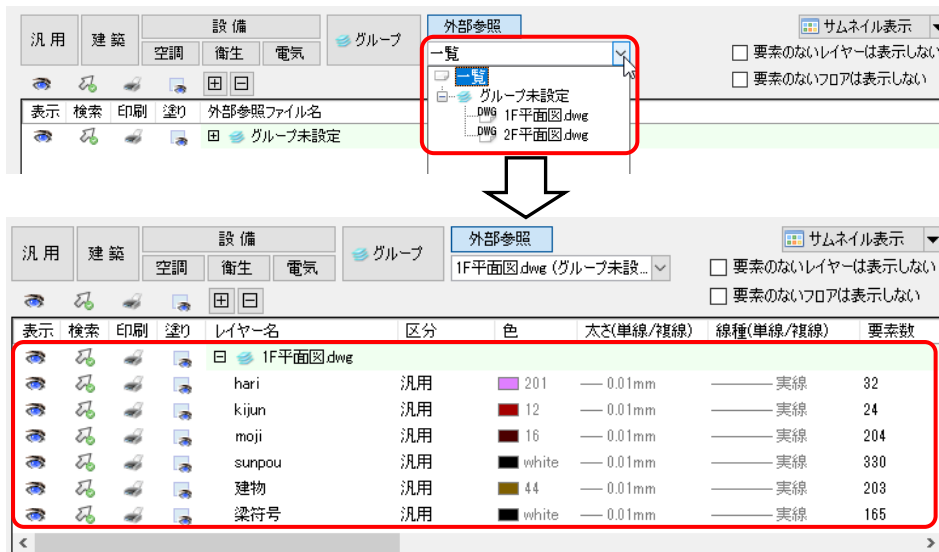 汎用 建築 設備 グループ 外部参照 サムネイル表示
空調 衛生 電気 一覧 要素のないレイヤーは表示しない
一覧 要素のないフロアは表示しない
グループ未設定
表示 検索 印刷 塗り 外部参照ファイル名
DWG 1F平面図.dwg
グループ未設定
DWG 2F平面図.dwg
汎用 建築 設備 グループ 外部参照 サムネイル表示
空調 衛生 電気 1F平面図.dwg (グループ未設... 要素のないレイヤーは表示しない
要素のないフロアは表示しない
表示 検索 印刷 塗り レイヤー名 区分 色 太さ(単線/複線) 線種(単線/複線) 要素数
1F平面図.dwg
hari 汎用 201 0.01mm 実線 32
kijun 汎用 12 0.01mm 実線 24
moji 汎用 16 0.01mm 実線 204
sunpou 汎用 white 0.01mm 実線 330
建物 汎用 44 0.01mm 実線 203
梁符号 汎用 white 0.01mm 実線 165